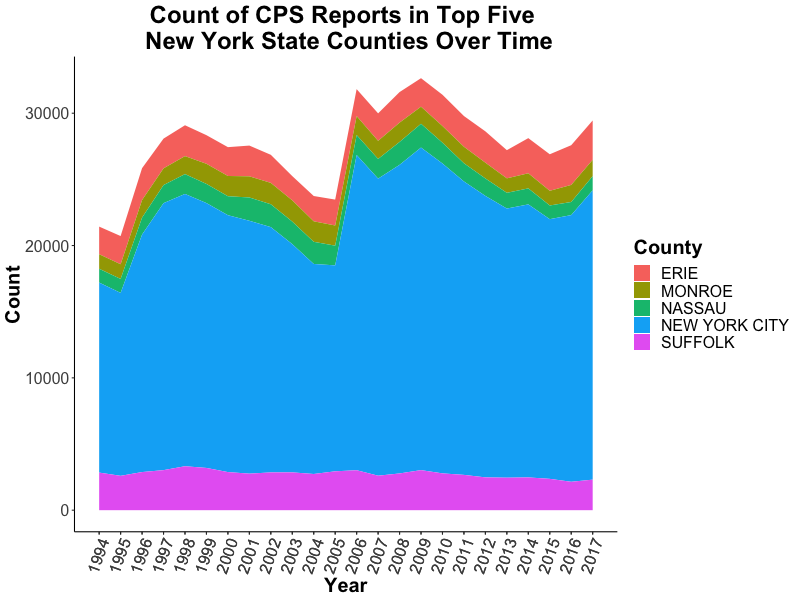 Count of CPS Reports in Top Five
New York State Counties Over Time
Count
30000
20000
10000
0
1994
1995
1996
1997
1998
1999
2000
2001
2002
2003
2004
2005
2006
2007
2008
2009
2010
2011
2012
2013
2014
2015
2016
2017
Year
County
ERIE
MONROE
NASSAU
NEW YORK CITY
SUFFOLK